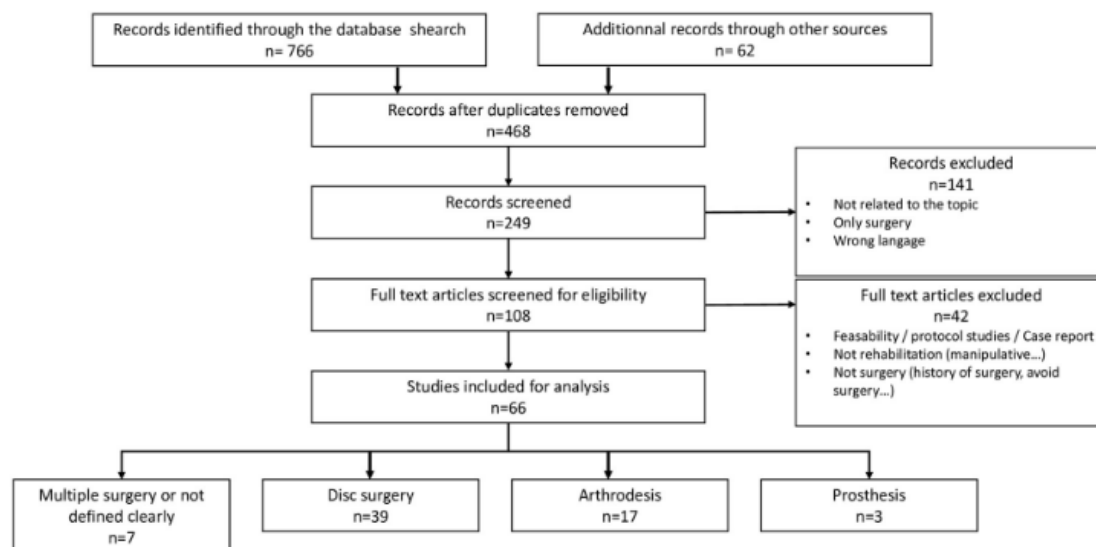 Records identified through the database shearch
n= 766
Additionnal records through other sources
n= 62
Records after duplicates removed
n=468
Records screened
n=249
Records excluded
n=141
• Not related to the topic
• Only surgery
• Wrong langage
Full text articles screened for eligibility
n=108
Full text articles excluded
n=42
• Feasability / protocol studies / Case report
• Not rehabilitation (manipulative...)
• Not surgery (history of surgery, avoid
surgery...)
Studies included for analysis
n=66
Multiple surgery or not
defined clearly
n=7
Disc surgery
n=39
Arthrodesis
n=17
Prosthesis
n=3